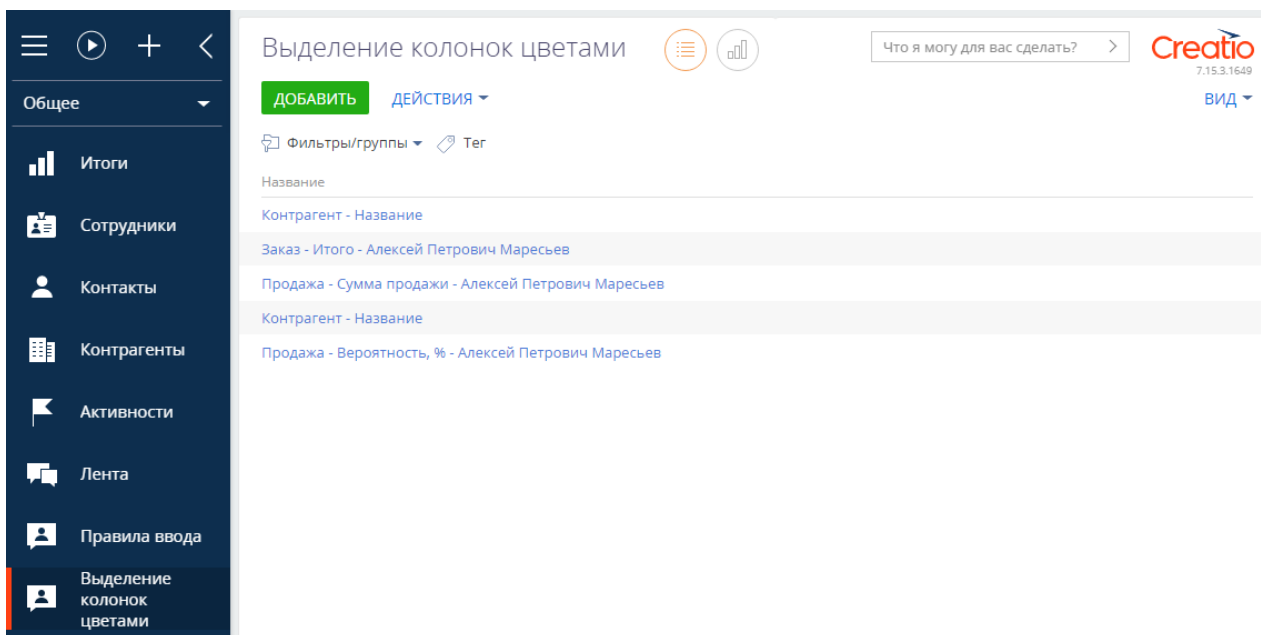 Выделение колонок цветами
Что я могу для вас сделать?
Creatio
7.15.3.1649
Общее
ДОБАВИТЬ ДЕЙСТВИЯ ВИД
Фильтры/группы Тег
Итоги
Название
Контрагент - Название
Сотрудники
Заказ - Итого - Алексей Петрович Маресьев
Контакты
Продажа - Сумма продажи - Алексей Петрович Маресьев
Контрагент - Название
Контрагенты
Продажа - Вероятность, % - Алексей Петрович Маресьев
Активности
Лента
Правила ввода
Выделение
колонок
цветами